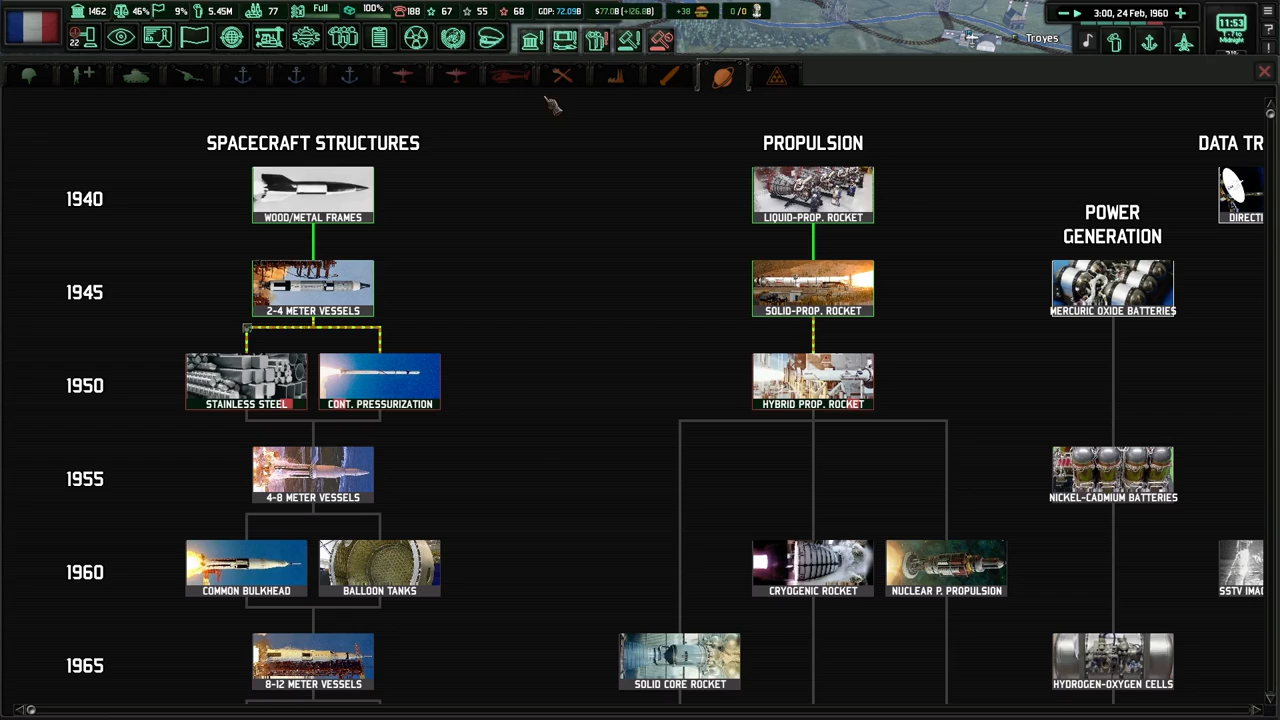 1462 46% 9% 5.45M 77 Full 100% 188 67 55 68 GDP: 72.09B $77.0B (+126.8B) +38 0/0
3:00, 24 Feb, 1960
11:53
22
Troyes
SPACECRAFT STRUCTURES
PROPULSION
DATA TR
1940
WOOD/METAL FRAMES
LIQUID-PROP. ROCKET
DIRECTI
POWER
GENERATION
1945
2-4 METER VESSELS
SOLID-PROP. ROCKET
MERCURIC OXIDE BATTERIES
1950
STAINLESS STEEL
CONT. PRESSURIZATION
HYBRID PROP. ROCKET
1955
4-8 METER VESSELS
NICKEL-CADMIUM BATTERIES
1960
COMMON BULKHEAD
BALLOON TANKS
CRYOGENIC ROCKET
NUCLEAR P. PROPULSION
SSTV IMA
1965
8-12 METER VESSELS
SOLID CORE ROCKET
HYDROGEN-OXYGEN CELLS